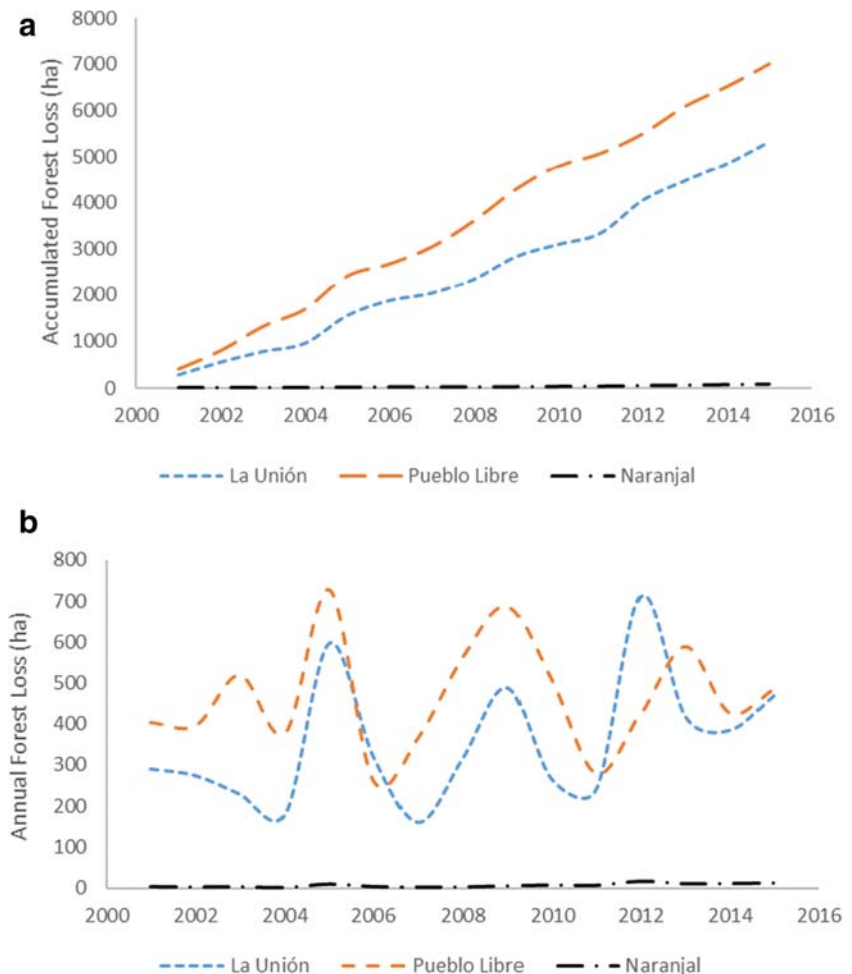 a
Accumulated Forest Loss (ha)
8000
7000
6000
5000
4000
3000
2000
1000
0
2000 2002 2004 2006 2008 2010 2012 2014 2016
La Unión Pueblo Libre Naranjal
b
Annual Forest Loss (ha)
800
700
600
500
400
300
200
100
0
2000 2002 2004 2006 2008 2010 2012 2014 2016
La Unión Pueblo Libre Naranjal